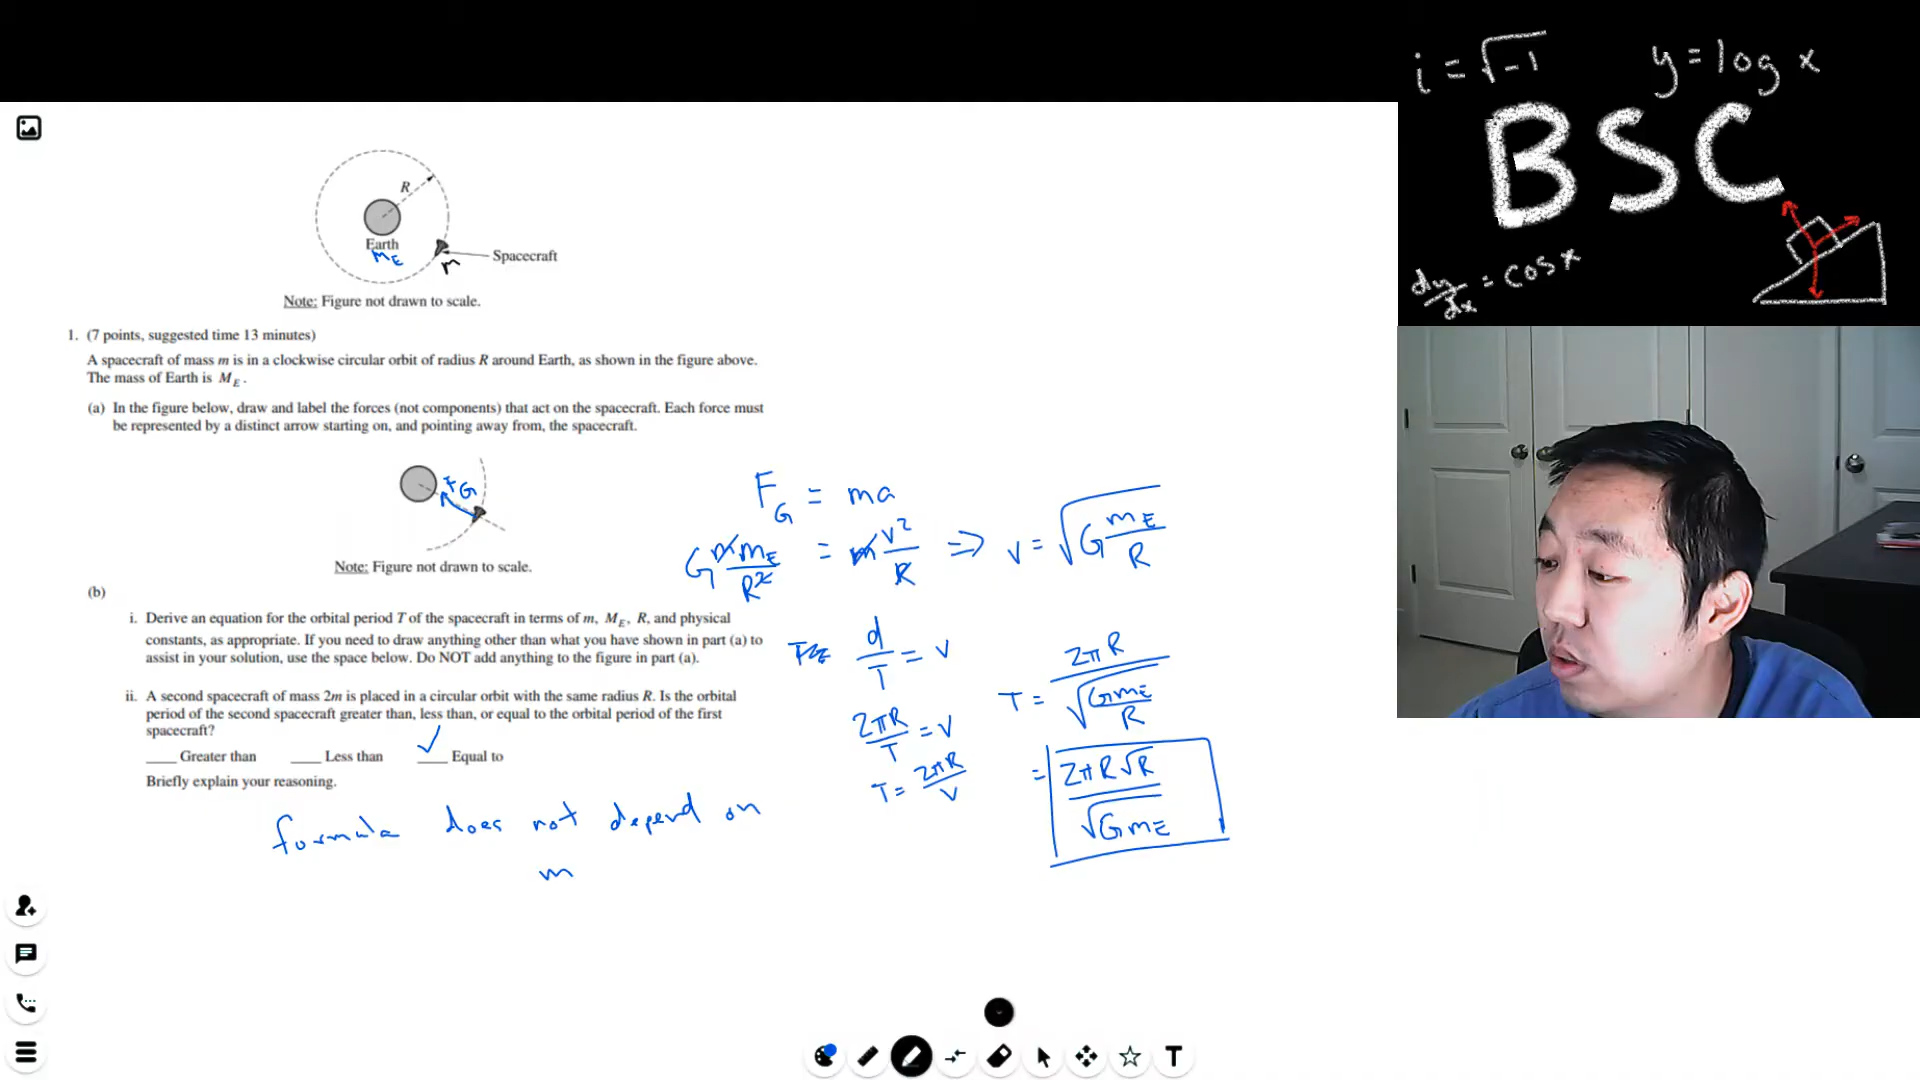 i = √-1
y = log x
BSC
dy/dx = cos x
R
Earth
M_E
m
Spacecraft
Note: Figure not drawn to scale.
1. (7 points, suggested time 13 minutes)
A spacecraft of mass m is in a clockwise circular orbit of radius R around Earth, as shown in the figure above.
The mass of Earth is M_E.
(a) In the figure below, draw and label the forces (not components) that act on the spacecraft. Each force must
be represented by a distinct arrow starting on, and pointing away from, the spacecraft.
F_G
Note: Figure not drawn to scale.
F_G = ma
G m m_E / R² = m v² / R ⇒ v = √(G m_E / R)
(b)
i. Derive an equation for the orbital period T of the spacecraft in terms of m, M_E, R, and physical
constants, as appropriate. If you need to draw anything other than what you have shown in part (a) to
assist in your solution, use the space below. Do NOT add anything to the figure in part (a).
ii. A second spacecraft of mass 2m is placed in a circular orbit with the same radius R. Is the orbital
period of the second spacecraft greater than, less than, or equal to the orbital period of the first
spacecraft?
____ Greater than ____ Less than ✓ Equal to
Briefly explain your reasoning.
formula does not depend on
m
d/T = v
2πR/T = v
T = 2πR/v
T = 2πR / √(G m_E / R)
= 2πR√R / √(G m_E)
T